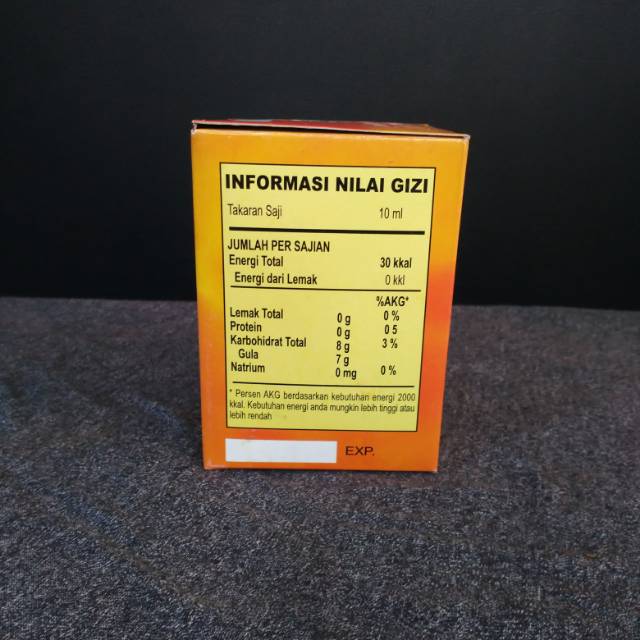 INFORMASI NILAI GIZI
Takaran Saji 10 ml
JUMLAH PER SAJIAN
Energi Total 30 kkal
Energi dari Lemak 0 kkl
%AKG*
Lemak Total 0 g 0 %
Protein 0 g 0 5
Karbohidrat Total 8 g 3 %
Gula 7 g
Natrium 0 mg 0 %
* Persen AKG berdasarkan kebutuhan energi 2000
kkal. Kebutuhan energi anda mungkin lebih tinggi atau
lebih rendah
EXP.